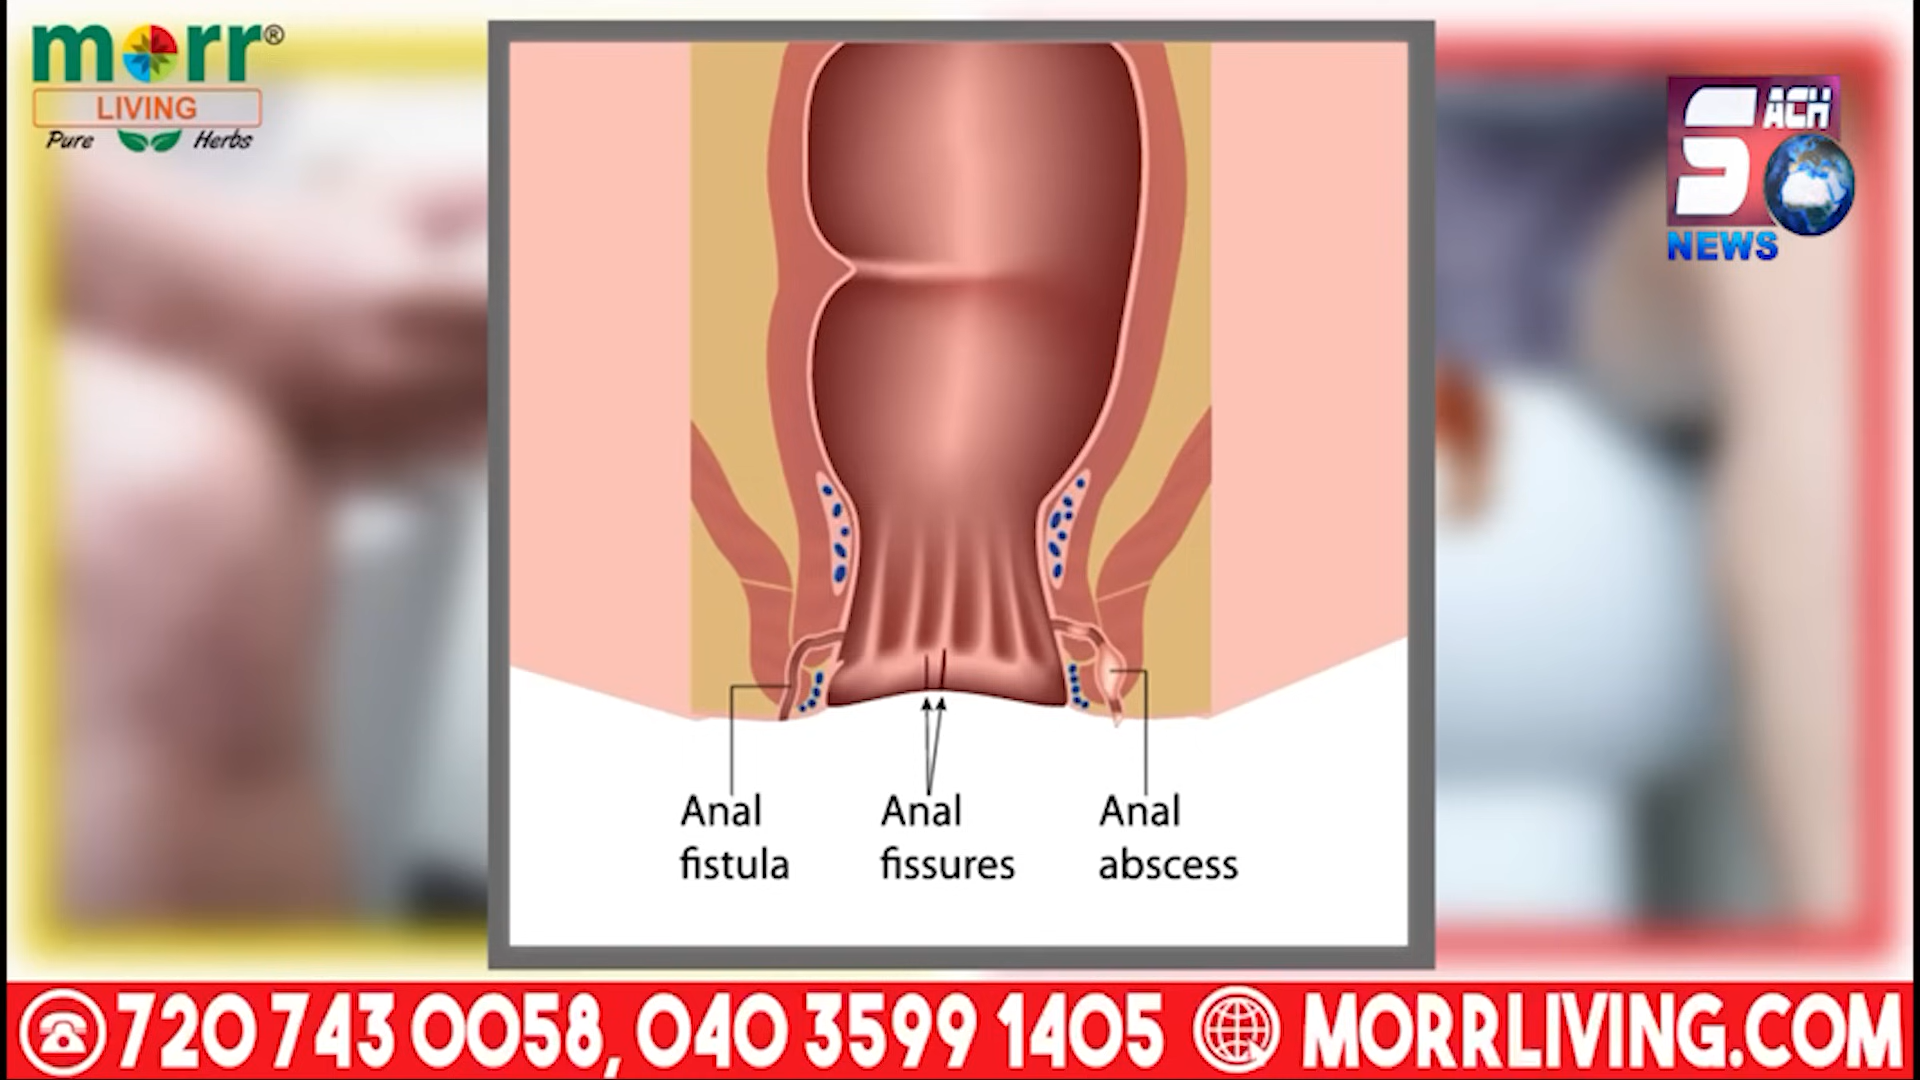 morr®
LIVING
Pure Herbs
SACH
NEWS
Anal
fistula
Anal
fissures
Anal
abscess
720 743 0058, 040 3599 1405 MORRLIVING.COM